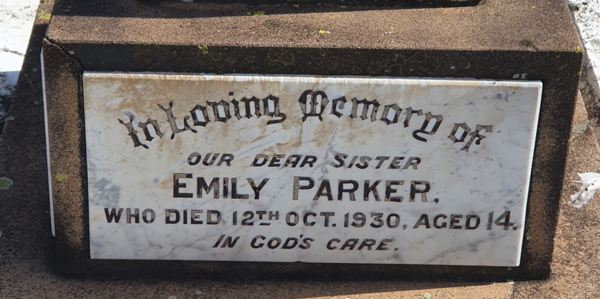 In Loving Memory of
OUR DEAR SISTER
EMILY PARKER.
WHO DIED 12TH OCT. 1930, AGED 14.
IN GOD'S CARE.